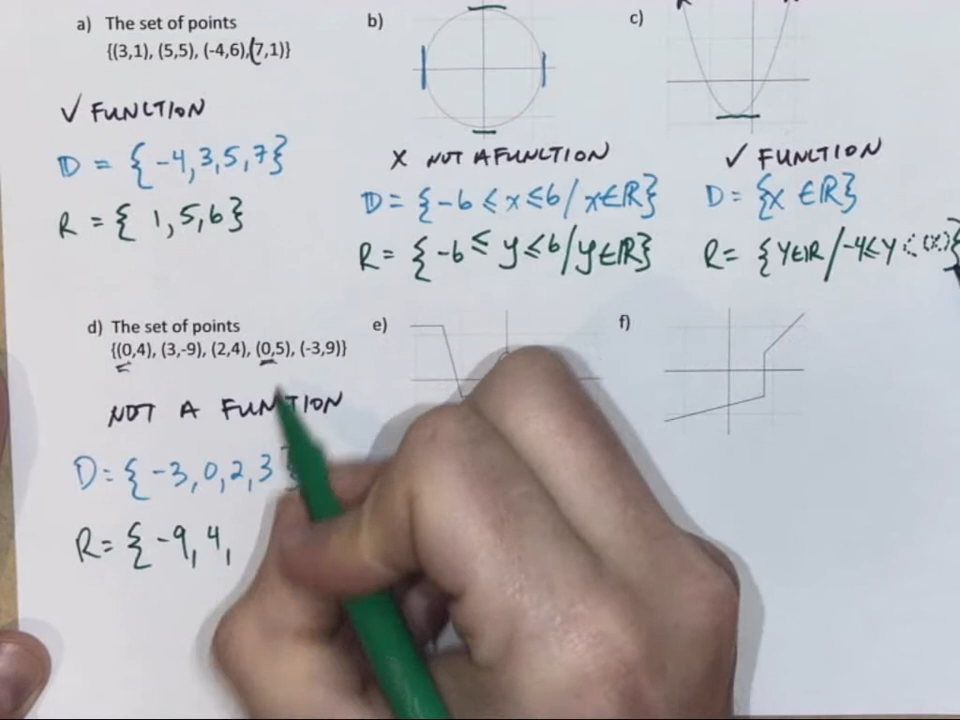 a) The set of points
{(3,1), (5,5), (-4,6),(7,1)}
✓ FUNCTION
D = {-4,3,5,7}
R = { 1,5,6}
b)
X NOT A FUNCTION
D = {-6 ≤ x ≤ 6 / x∈R}
R = {-6 ≤ y ≤ 6 / y∈R}
c)
✓ FUNCTION
D = {x ∈ R}
R = {y∈R / -4 ≤ y
d) The set of points
{(0,4), (3,-9), (2,4), (0,5), (-3,9)}
NOT A FUNCTION
D = {-3,0,2,3}
R = {-9,4,
e)
f)